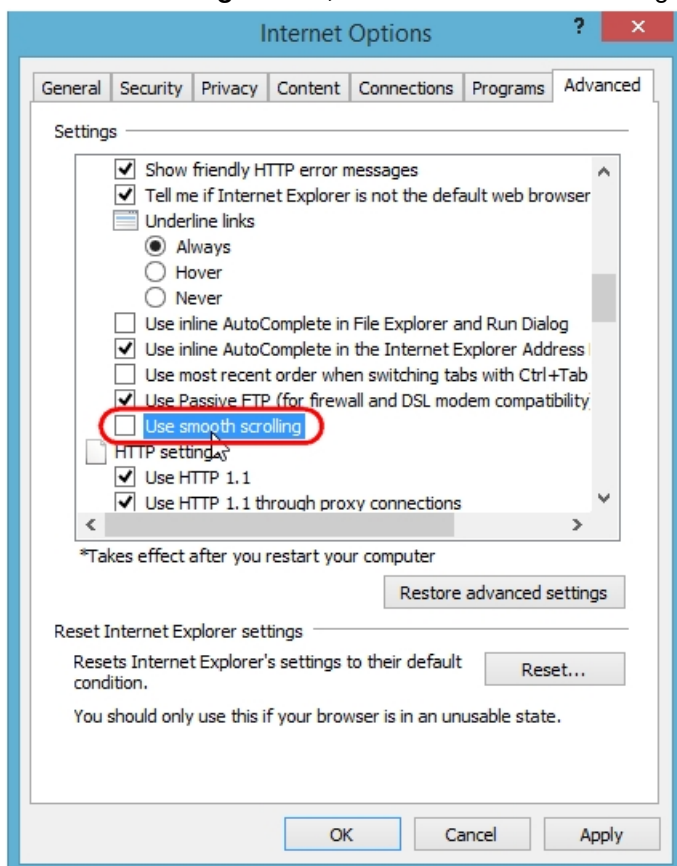 Internet Options
?
General Security Privacy Content Connections Programs Advanced
Settings
Show friendly HTTP error messages
Tell me if Internet Explorer is not the default web browser
Underline links
Always
Hover
Never
Use inline AutoComplete in File Explorer and Run Dialog
Use inline AutoComplete in the Internet Explorer Address
Use most recent order when switching tabs with Ctrl+Tab
Use Passive FTP (for firewall and DSL modem compatibility
Use smooth scrolling
HTTP settings
Use HTTP 1.1
Use HTTP 1.1 through proxy connections
*Takes effect after you restart your computer
Restore advanced settings
Reset Internet Explorer settings
Resets Internet Explorer's settings to their default
condition.
Reset...
You should only use this if your browser is in an unusable state.
OK Cancel Apply